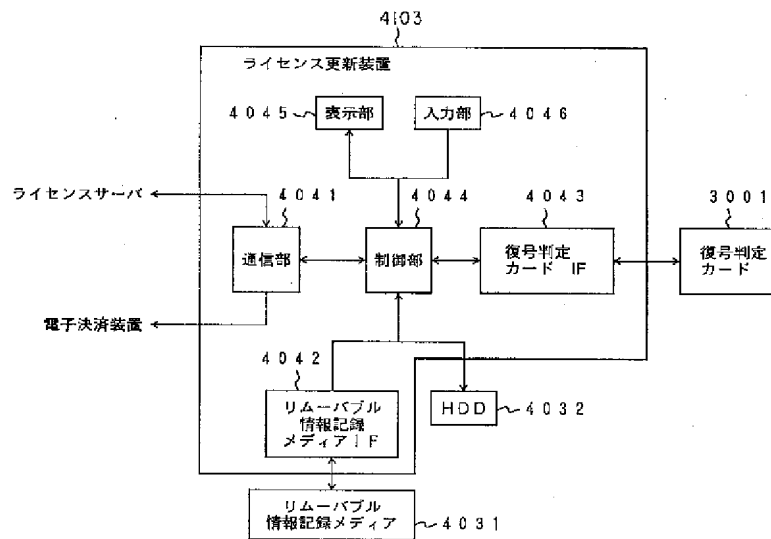 4103
ライセンス更新装置
4045
表示部
入力部
4046
ライセンスサーバ
4041
4044
4043
3001
通信部
制御部
復号判定
カード IF
復号判定
カード
電子決済装置
4042
リムーバブル
情報記録
メディアIF
HDD
4032
リムーバブル
情報記録メディア
4031